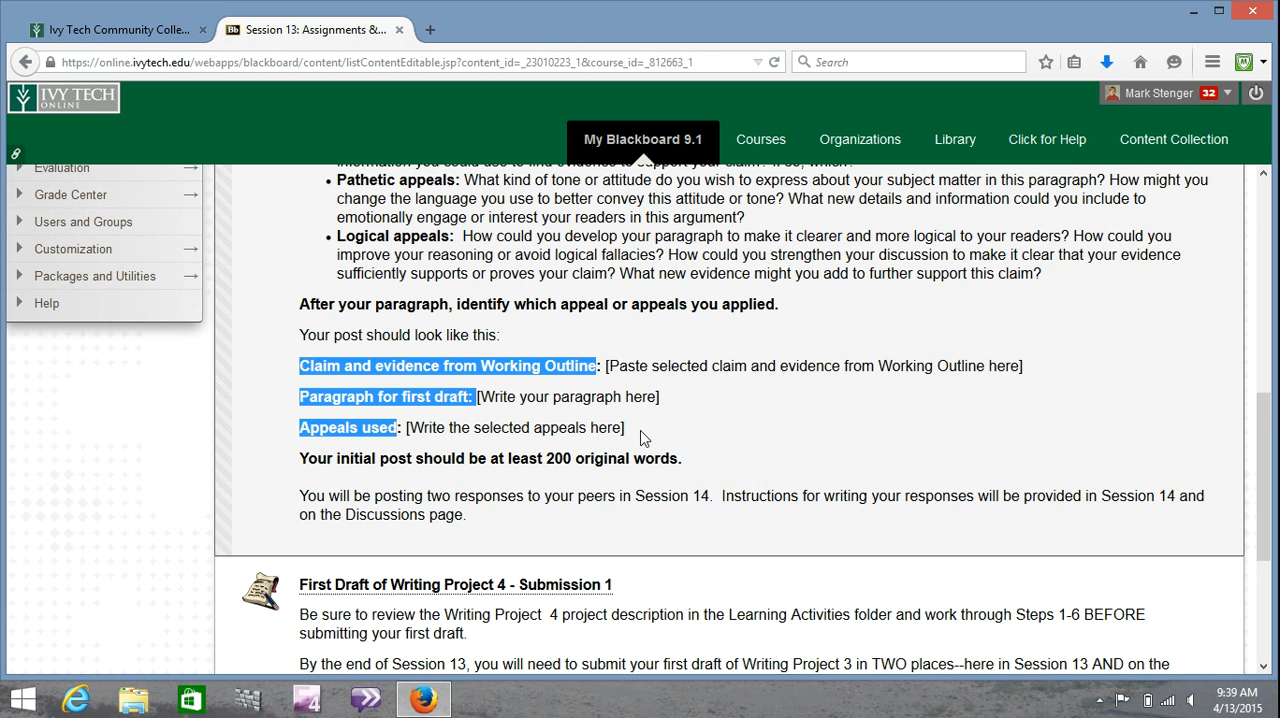 Ivy Tech Community Colle...
Session 13: Assignments &...
https://online.ivytech.edu/webapps/blackboard/content/listContentEditable.jsp?content_id=_23010223_1&course_id=_812663_1
Search
IVY TECH
ONLINE
Mark Stenger 32
My Blackboard 9.1
Courses
Organizations
Library
Click for Help
Content Collection
Evaluation
Grade Center
Users and Groups
Customization
Packages and Utilities
Help
information you could use to find evidence to support your claim? If so, which?
• Pathetic appeals: What kind of tone or attitude do you wish to express about your subject matter in this paragraph? How might you
change the language you use to better convey this attitude or tone? What new details and information could you include to
emotionally engage or interest your readers in this argument?
• Logical appeals: How could you develop your paragraph to make it clearer and more logical to your readers? How could you
improve your reasoning or avoid logical fallacies? How could you strengthen your discussion to make it clear that your evidence
sufficiently supports or proves your claim? What new evidence might you add to further support this claim?
After your paragraph, identify which appeal or appeals you applied.
Your post should look like this:
Claim and evidence from Working Outline: [Paste selected claim and evidence from Working Outline here]
Paragraph for first draft: [Write your paragraph here]
Appeals used: [Write the selected appeals here]
Your initial post should be at least 200 original words.
You will be posting two responses to your peers in Session 14. Instructions for writing your responses will be provided in Session 14 and
on the Discussions page.
First Draft of Writing Project 4 - Submission 1
Be sure to review the Writing Project 4 project description in the Learning Activities folder and work through Steps 1-6 BEFORE
submitting your first draft.
By the end of Session 13, you will need to submit your first draft of Writing Project 3 in TWO places--here in Session 13 AND on the
9:39 AM
4/13/2015